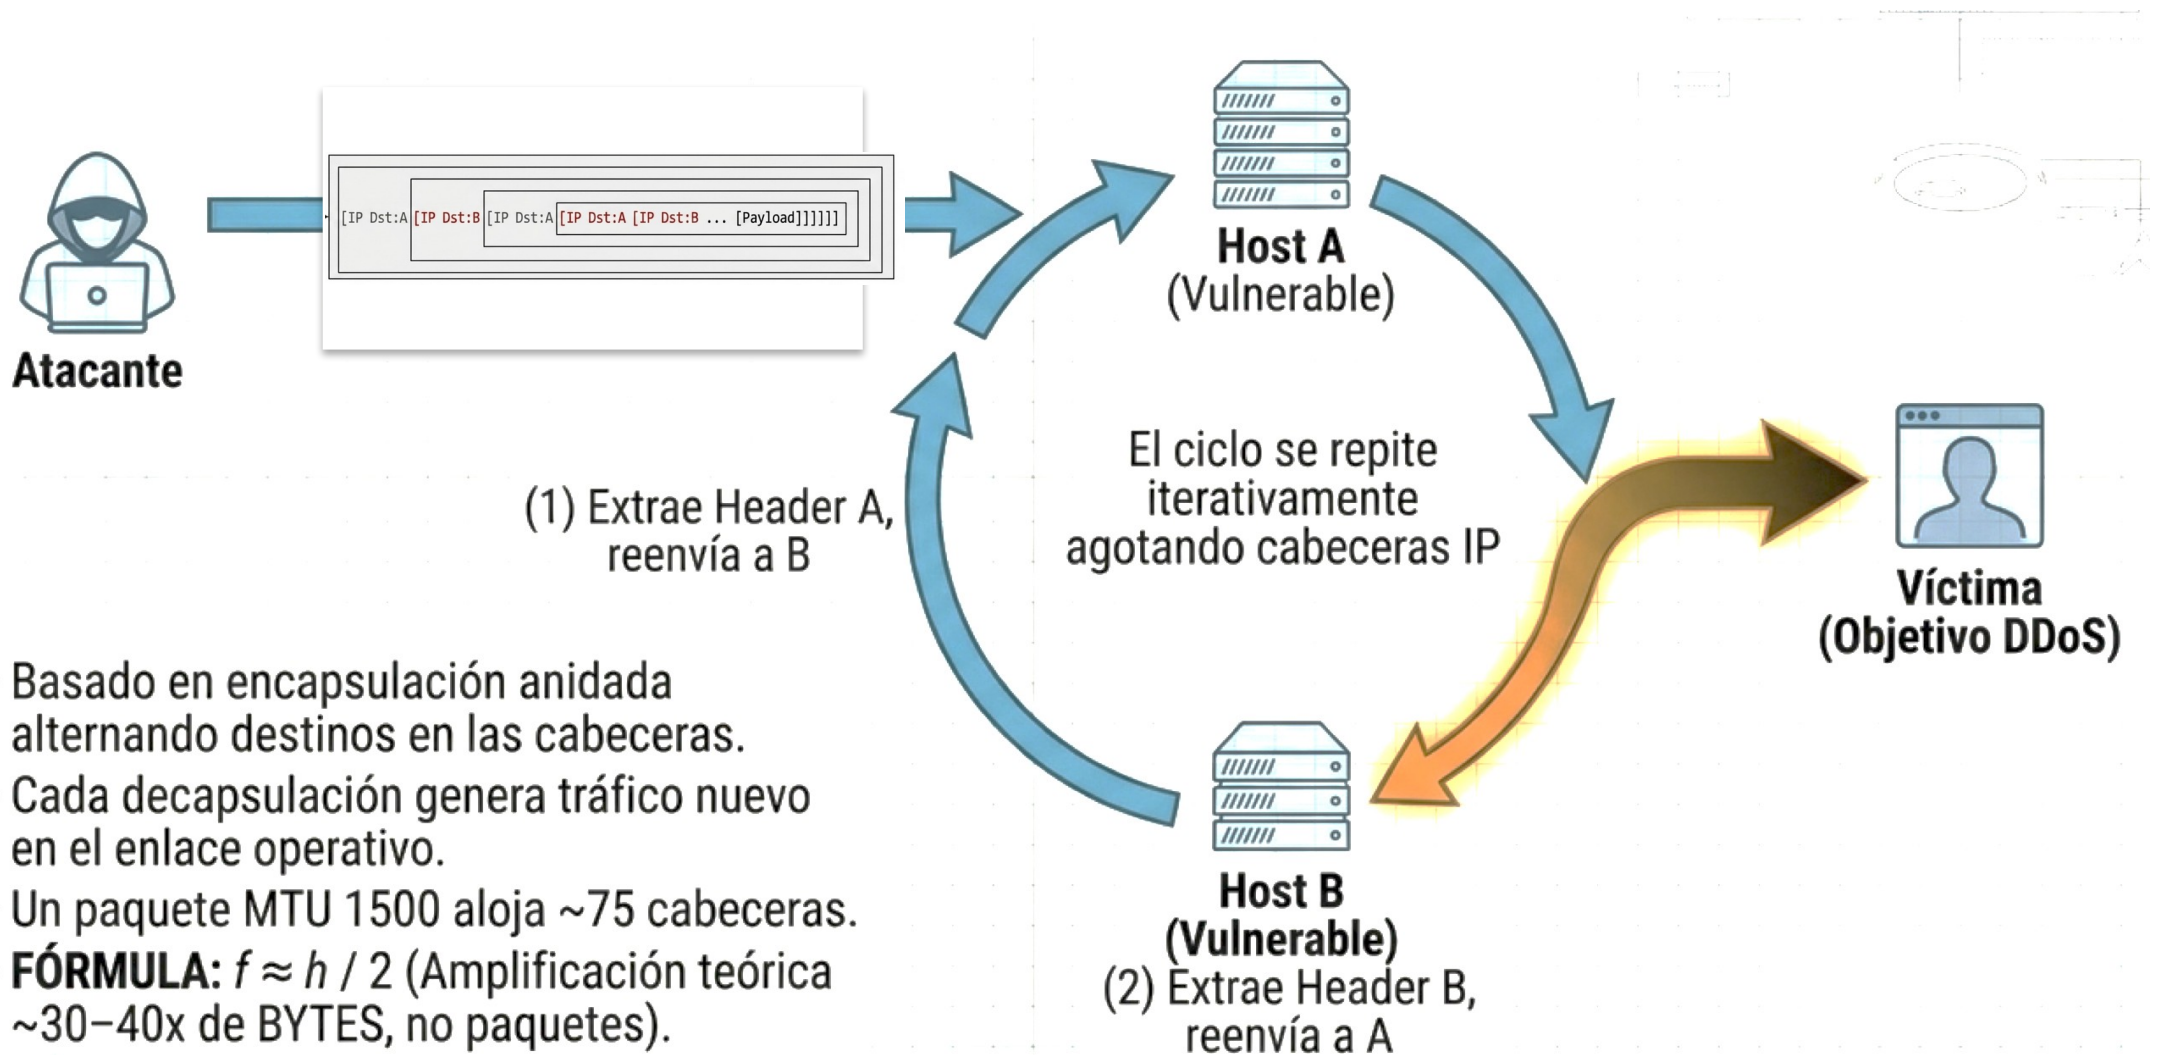 [IP Dst:A [IP Dst:B [IP Dst:A [IP Dst:A [IP Dst:B ... [Payload]]]]]]
Atacante
Host A
(Vulnerable)
El ciclo se repite
iterativamente
agotando cabeceras IP
(1) Extrae Header A,
reenvía a B
Víctima
(Objetivo DDoS)
Basado en encapsulación anidada
alternando destinos en las cabeceras.
Cada decapsulación genera tráfico nuevo
en el enlace operativo.
Un paquete MTU 1500 aloja ~75 cabeceras.
FÓRMULA: f ≈ h / 2 (Amplificación teórica
~30–40x de BYTES, no paquetes).
Host B
(Vulnerable)
(2) Extrae Header B,
reenvía a A